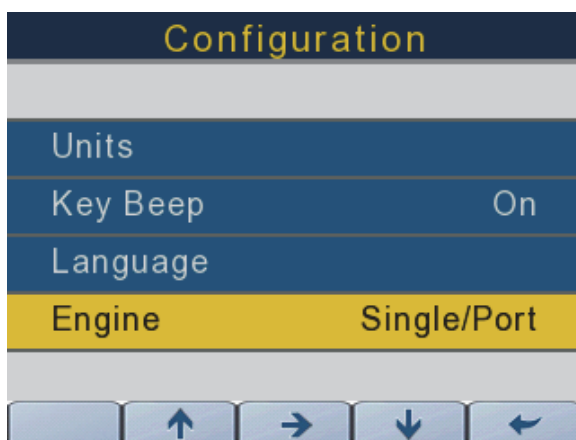 Configuration
Units
Key Beep On
Language
Engine Single/Port